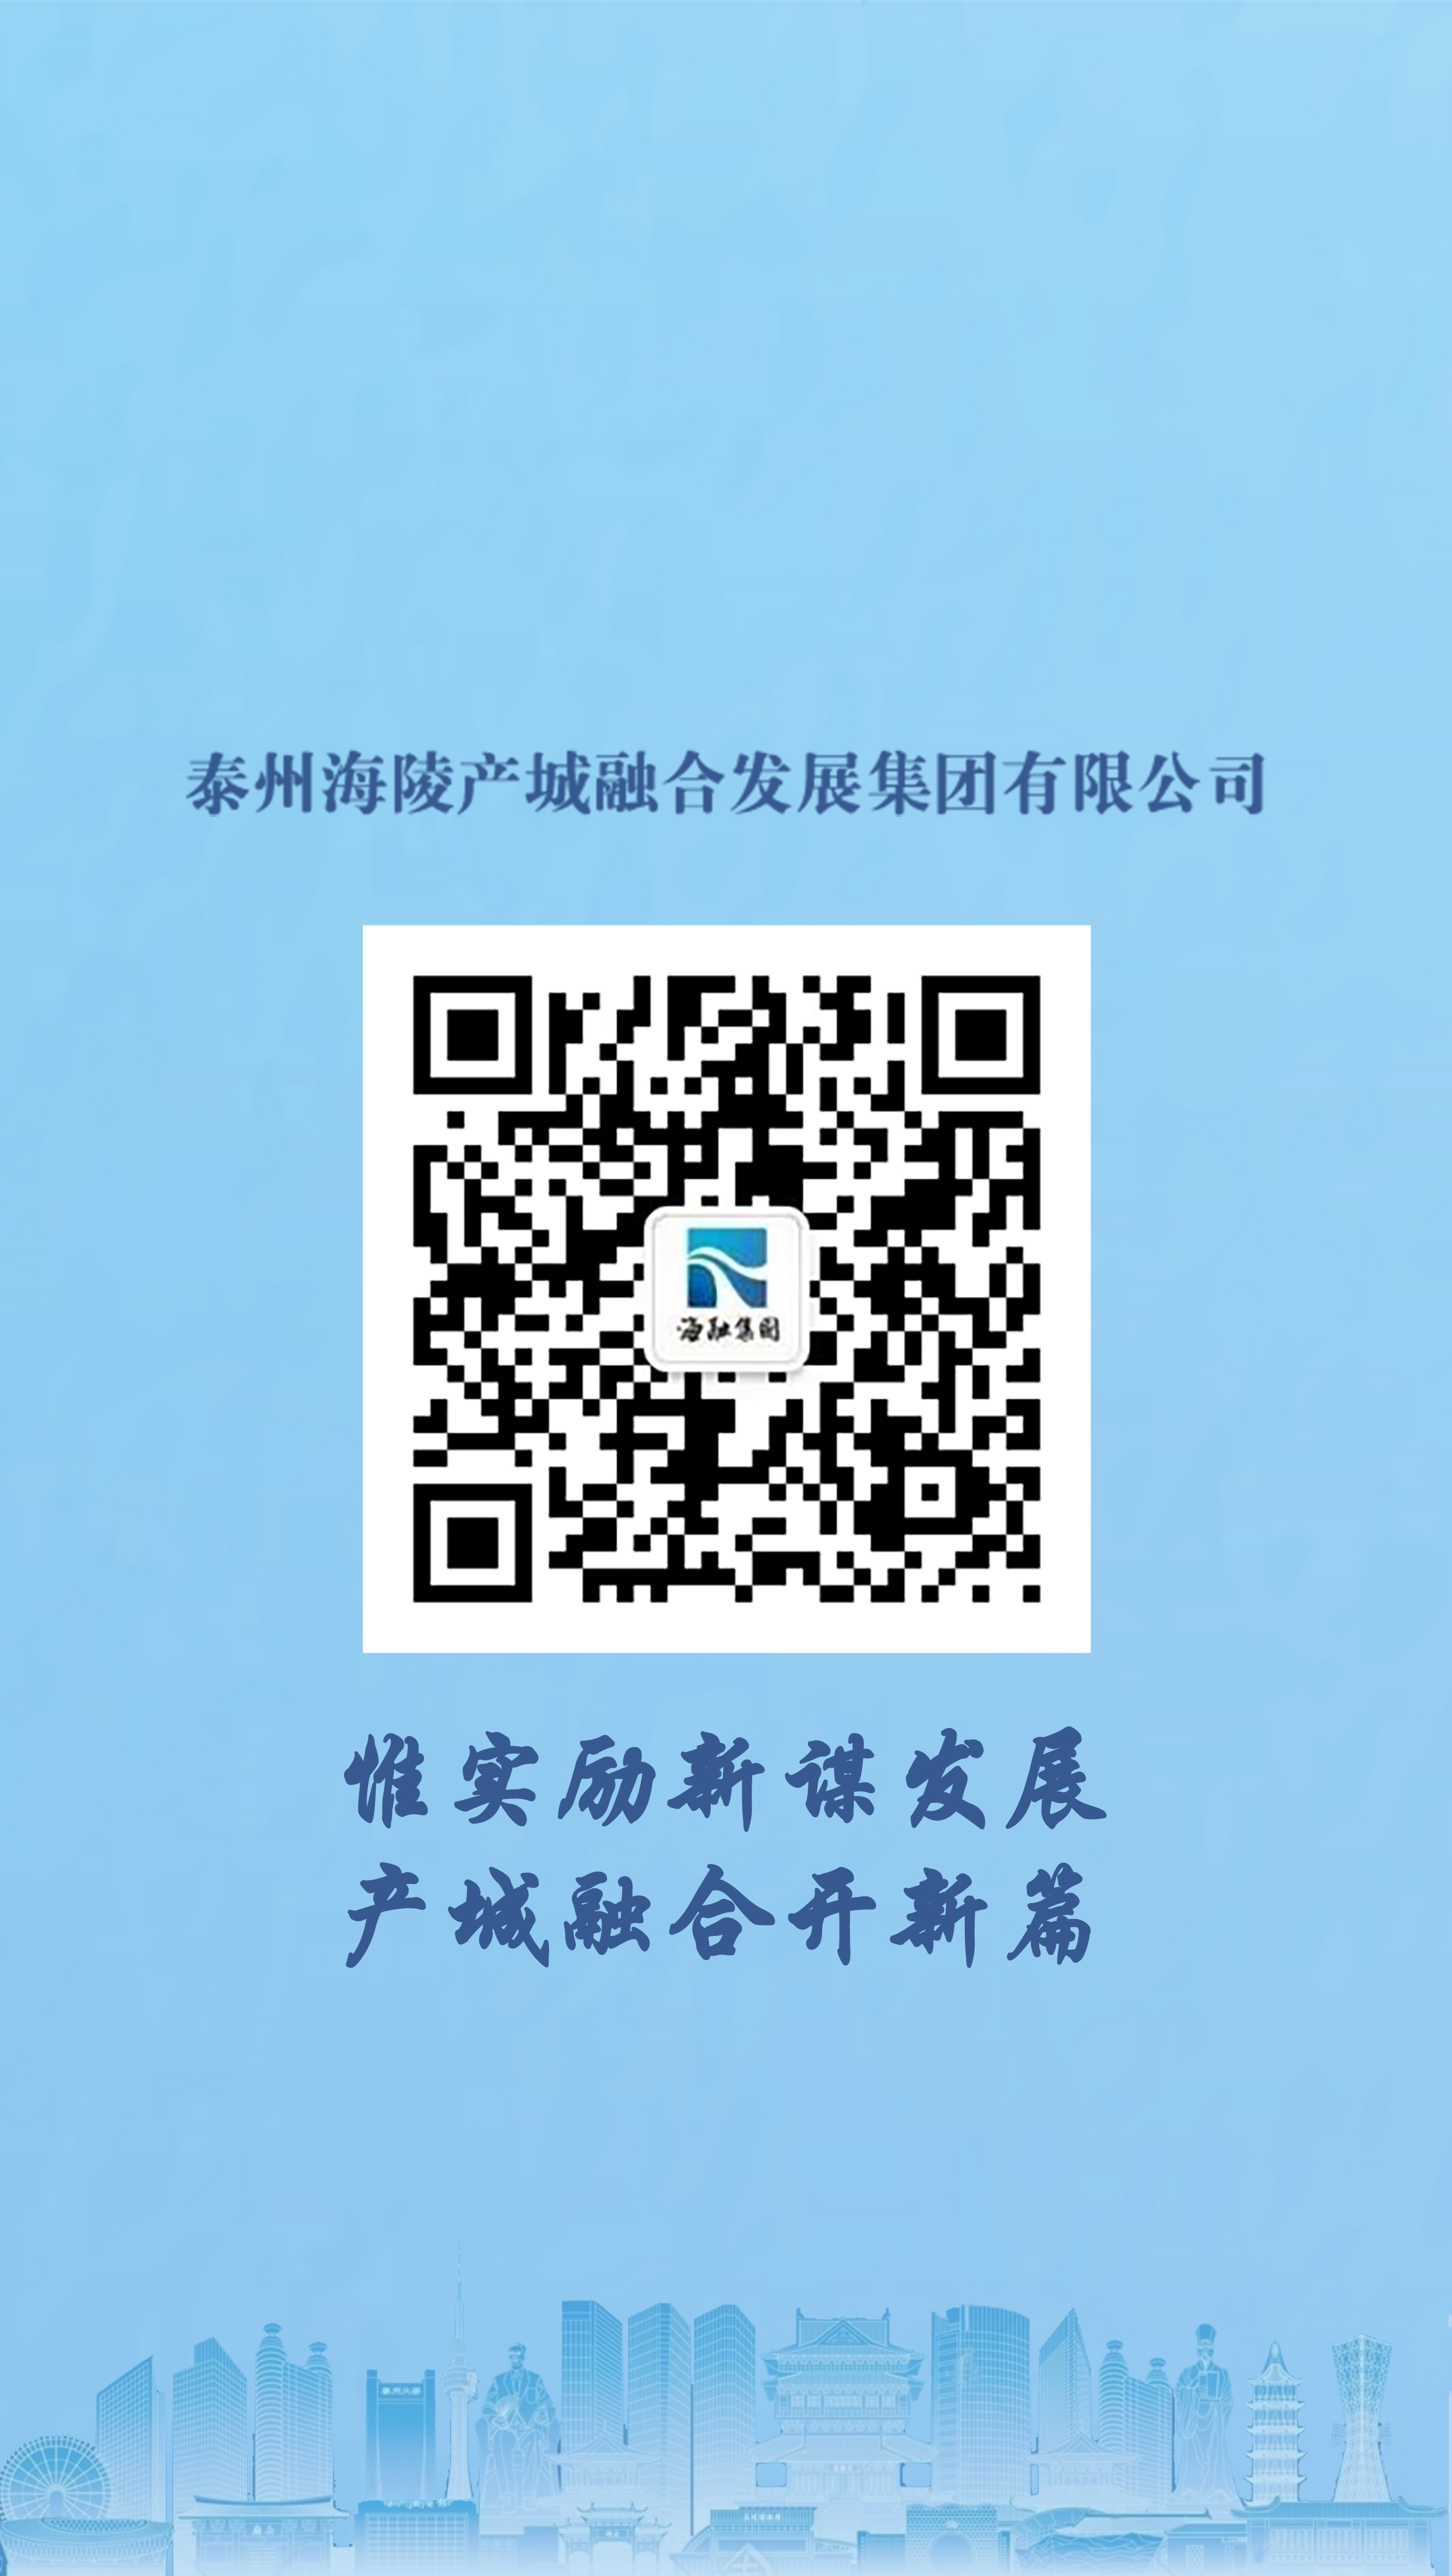 泰州海陵产城融合发展集团有限公司
海融集团
惟实励新谋发展
产城融合开新篇